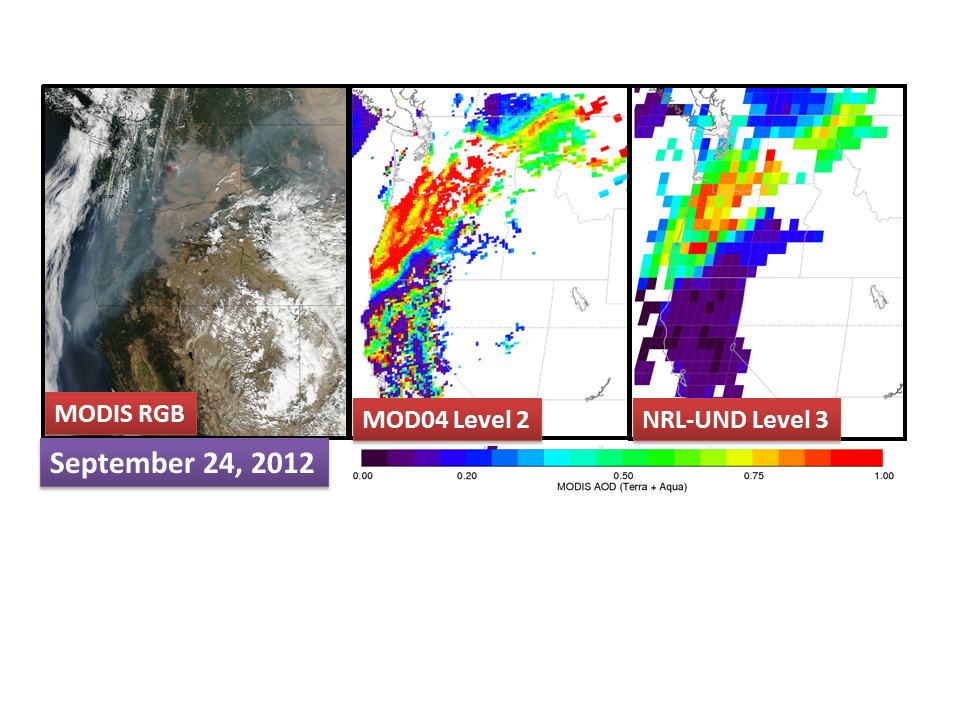 MODIS RGB
MOD04 Level 2
NRL-UND Level 3
September 24, 2012
0.00 0.20 0.50 0.75 1.00
MODIS AOD (Terra + Aqua)